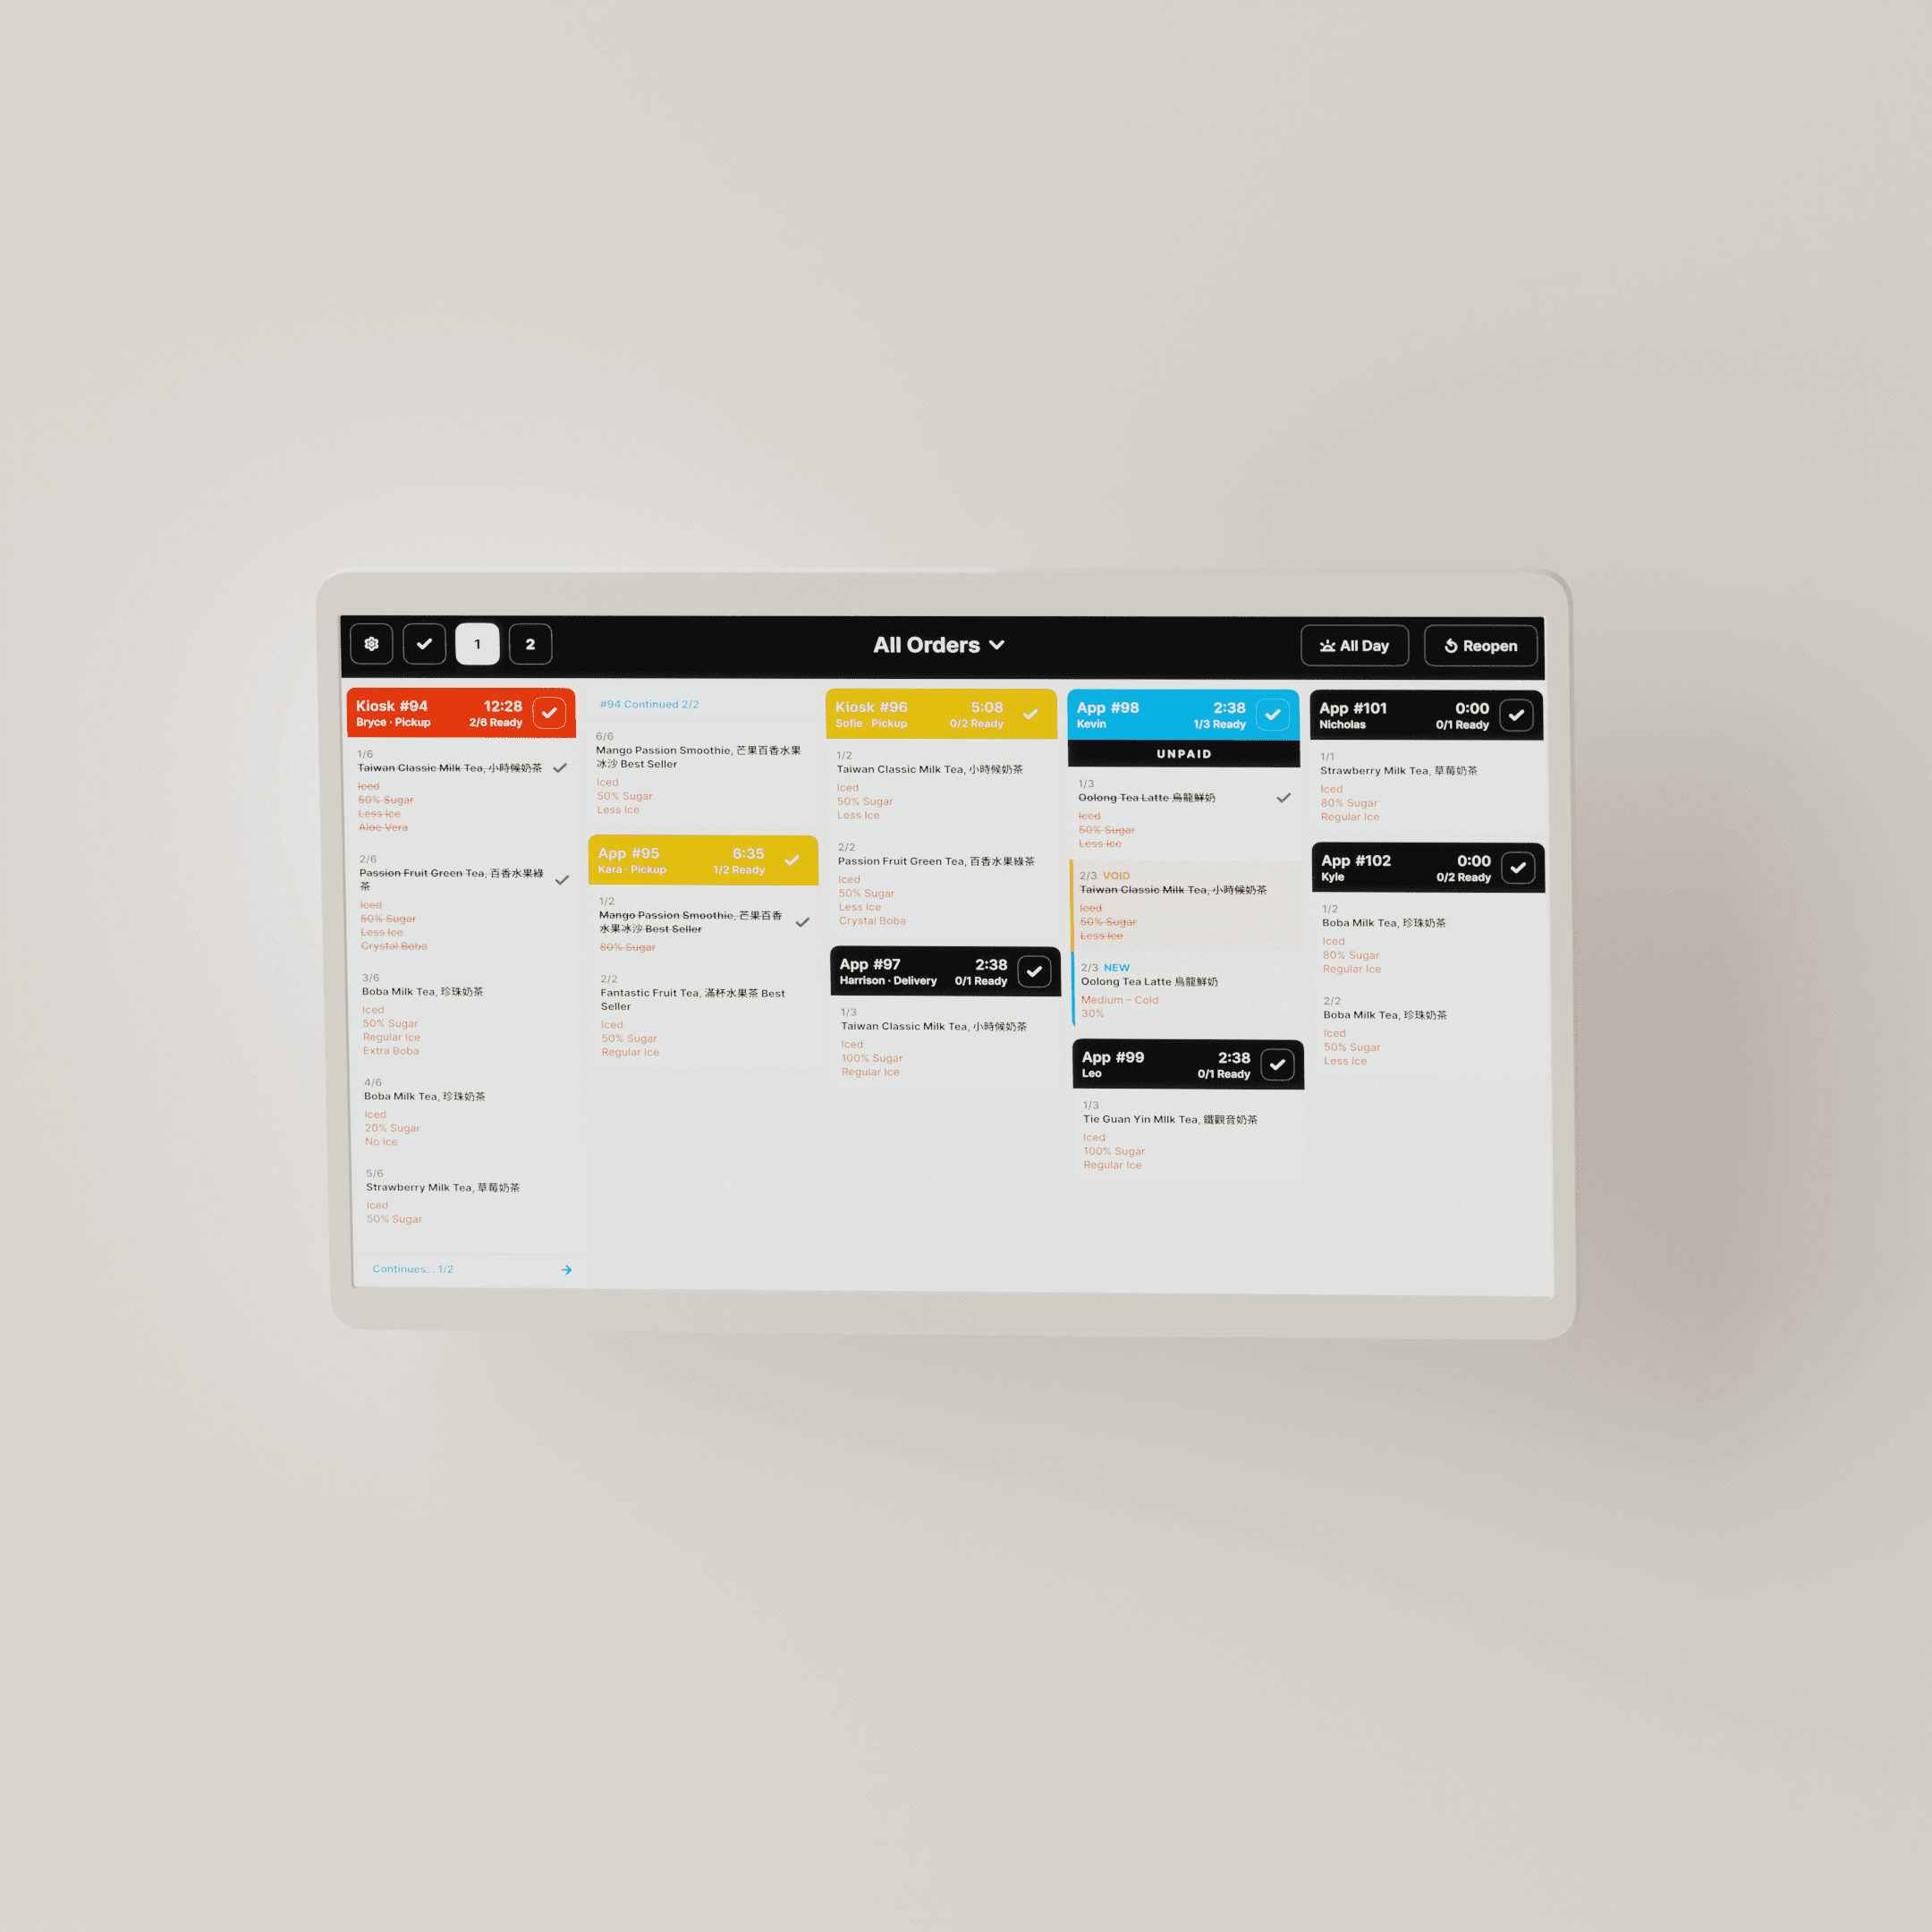 1
2
All Orders
All Day
Reopen
Kiosk #94
12:28
Bryce · Pickup
2/6 Ready
1/6
Taiwan Classic Milk Tea, 小時候奶茶
Iced
50% Sugar
Less Ice
Aloe Vera
2/6
Passion Fruit Green Tea, 百香水果綠
茶
Iced
50% Sugar
Less Ice
Crystal Boba
3/6
Boba Milk Tea, 珍珠奶茶
Iced
50% Sugar
Regular Ice
Extra Boba
4/6
Boba Milk Tea, 珍珠奶茶
Iced
20% Sugar
No Ice
5/6
Strawberry Milk Tea, 草莓奶茶
Iced
50% Sugar
Continues... 1/2
#94 Continued 2/2
6/6
Mango Passion Smoothie, 芒果百香水果
冰沙 Best Seller
Iced
50% Sugar
Less Ice
App #95
6:35
Kara · Pickup
1/2 Ready
1/2
Mango Passion Smoothie, 芒果百香
水果冰沙 Best Seller
80% Sugar
2/2
Fantastic Fruit Tea, 滿杯水果茶 Best
Seller
Iced
50% Sugar
Regular Ice
Kiosk #96
5:08
Sofie · Pickup
0/2 Ready
1/2
Taiwan Classic Milk Tea, 小時候奶茶
Iced
50% Sugar
Less Ice
2/2
Passion Fruit Green Tea, 百香水果綠茶
Iced
50% Sugar
Less Ice
Crystal Boba
App #97
2:38
Harrison · Delivery
0/1 Ready
1/3
Taiwan Classic Milk Tea, 小時候奶茶
Iced
100% Sugar
Regular Ice
App #98
2:38
Kevin
1/3 Ready
UNPAID
1/3
Oolong Tea Latte 烏龍鮮奶
Iced
50% Sugar
Less Ice
2/3 VOID
Taiwan Classic Milk Tea, 小時候奶茶
Iced
50% Sugar
Less Ice
2/3 NEW
Oolong Tea Latte 烏龍鮮奶
Medium – Cold
30%
App #99
2:38
Leo
0/1 Ready
1/3
Tie Guan Yin MIlk Tea, 鐵觀音奶茶
Iced
100% Sugar
Regular Ice
App #101
0:00
Nicholas
0/1 Ready
1/1
Strawberry Milk Tea, 草莓奶茶
Iced
80% Sugar
Regular Ice
App #102
0:00
Kyle
0/2 Ready
1/2
Boba Milk Tea, 珍珠奶茶
Iced
80% Sugar
Regular Ice
2/2
Boba Milk Tea, 珍珠奶茶
Iced
50% Sugar
Less Ice